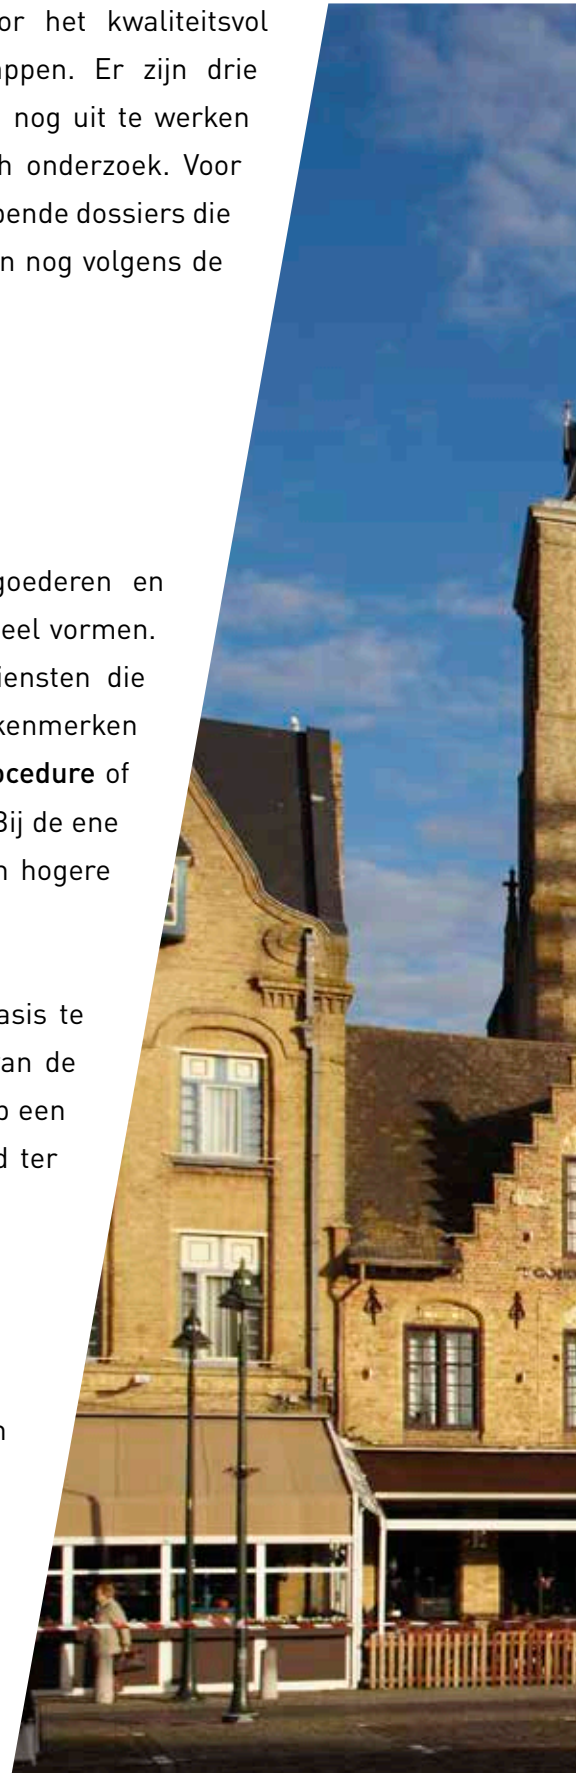 or het kwaliteitsvol
ppen. Er zijn drie
nog uit te werken
h onderzoek. Voor
pende dossiers die
n nog volgens de
goederen en
eel vormen.
iensten die
kenmerken
ocedure of
Bij de ene
n hogere
asis te
an de
p een
d ter
n